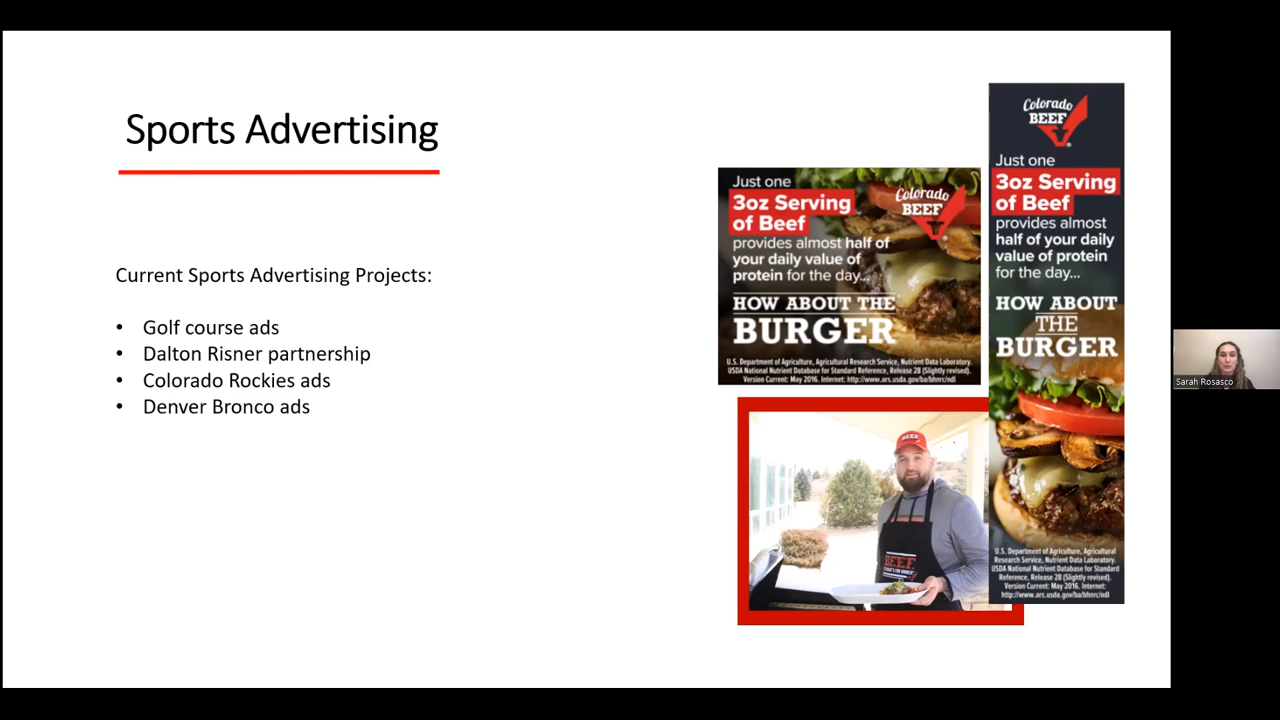 Sports Advertising
Current Sports Advertising Projects:
• Golf course ads
• Dalton Risner partnership
• Colorado Rockies ads
• Denver Bronco ads
Just one
3oz Serving
of Beef
provides almost half of
your daily value of
protein for the day...
HOW ABOUT THE
BURGER
U.S. Department of Agriculture, Agricultural Research Service, Nutrient Data Laboratory.
USDA National Nutrient Database for Standard Reference, Release 28 (Slightly revised).
Version Current: May 2016. Internet: http://www.ars.usda.gov/ba/bhnrc/ndl
Colorado
BEEF
Colorado
BEEF
Just one
3oz Serving
of Beef
provides almost
half of your daily
value of protein
for the day...
HOW ABOUT
THE
BURGER
U.S. Department of Agriculture, Agricultural
Research Service, Nutrient Data Laboratory.
USDA National Nutrient Database for Standard
Reference, Release 28 (Slightly revised).
Version Current: May 2016. Internet:
http://www.ars.usda.gov/ba/bhnrc/ndl
BEEF
BEEF
Sarah Rosasco